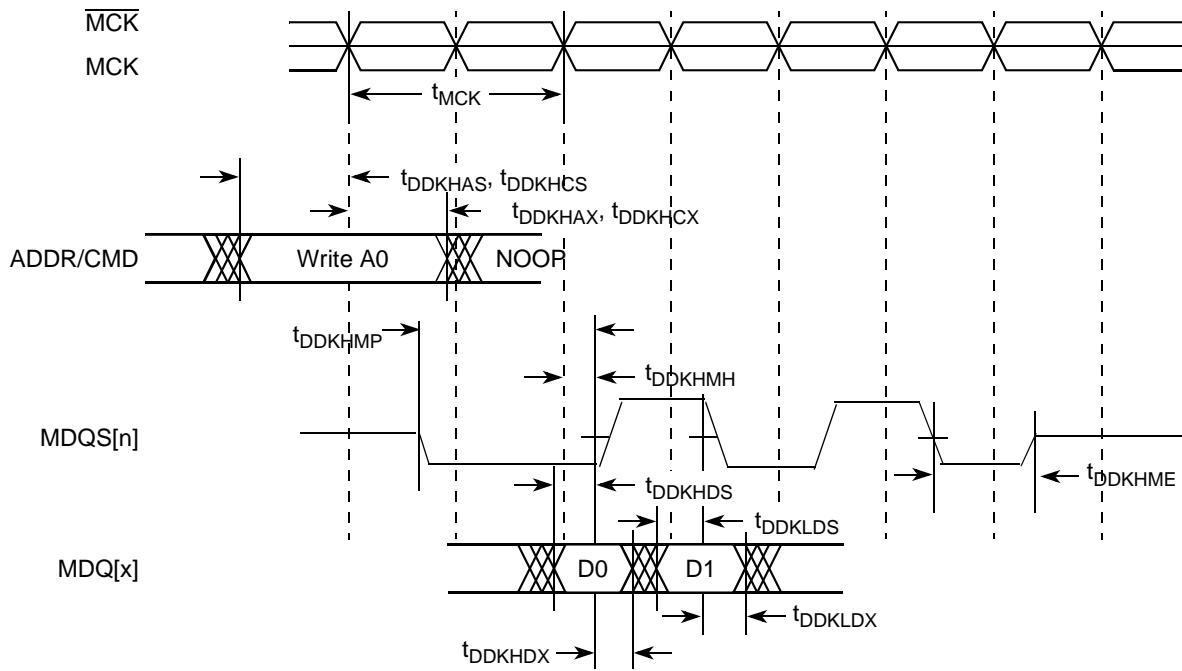 MCK
MCK
tMCK
tDDKHAS, tDDKHCS
tDDKHAX, tDDKHCX
ADDR/CMD
Write A0
NOOP
tDDKHMP
tDDKHMH
MDQS[n]
tDDKHDS
tDDKHME
tDDKLDS
MDQ[x]
D0
D1
tDDKLDX
tDDKHDX